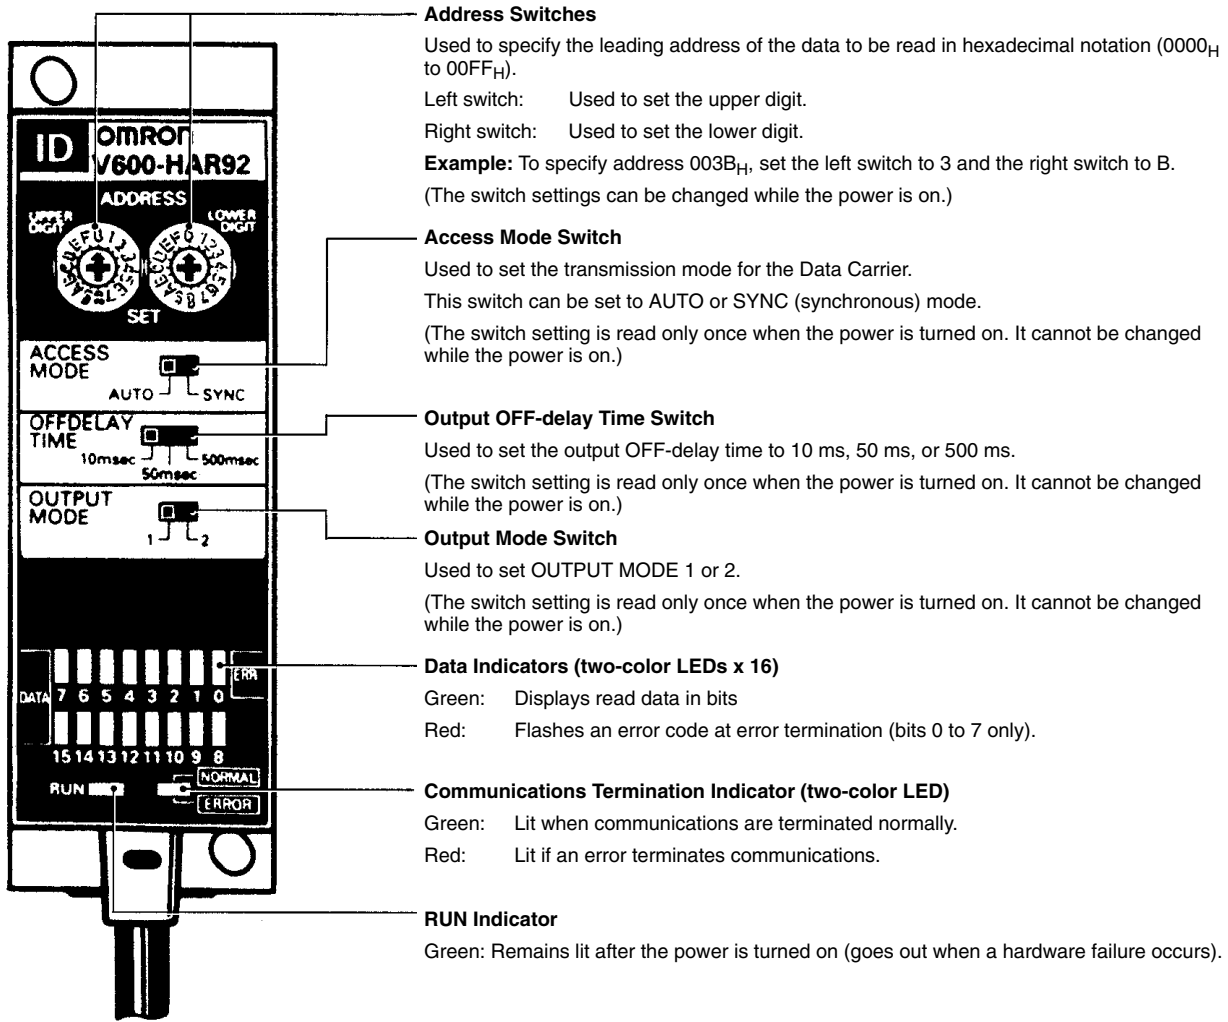 Address Switches
Used to specify the leading address of the data to be read in hexadecimal notation (0000H
to 00FFH).
Left switch: Used to set the upper digit.
Right switch: Used to set the lower digit.
Example: To specify address 003BH, set the left switch to 3 and the right switch to B.
(The switch settings can be changed while the power is on.)
Access Mode Switch
Used to set the transmission mode for the Data Carrier.
This switch can be set to AUTO or SYNC (synchronous) mode.
(The switch setting is read only once when the power is turned on. It cannot be changed
while the power is on.)
Output OFF-delay Time Switch
Used to set the output OFF-delay time to 10 ms, 50 ms, or 500 ms.
(The switch setting is read only once when the power is turned on. It cannot be changed
while the power is on.)
Output Mode Switch
Used to set OUTPUT MODE 1 or 2.
(The switch setting is read only once when the power is turned on. It cannot be changed
while the power is on.)
Data Indicators (two-color LEDs x 16)
Green: Displays read data in bits
Red: Flashes an error code at error termination (bits 0 to 7 only).
Communications Termination Indicator (two-color LED)
Green: Lit when communications are terminated normally.
Red: Lit if an error terminates communications.
RUN Indicator
Green: Remains lit after the power is turned on (goes out when a hardware failure occurs).
ID OMRON
V600-HAR92
ADDRESS
UPPER DIGIT
LOWER DIGIT
SET
ACCESS
MODE
AUTO SYNC
OFFDELAY
TIME
10msec 500msec
50msec
OUTPUT
MODE
1 2
ERR
DATA 7 6 5 4 3 2 1 0
15 14 13 12 11 10 9 8
NORMAL
RUN
ERROR